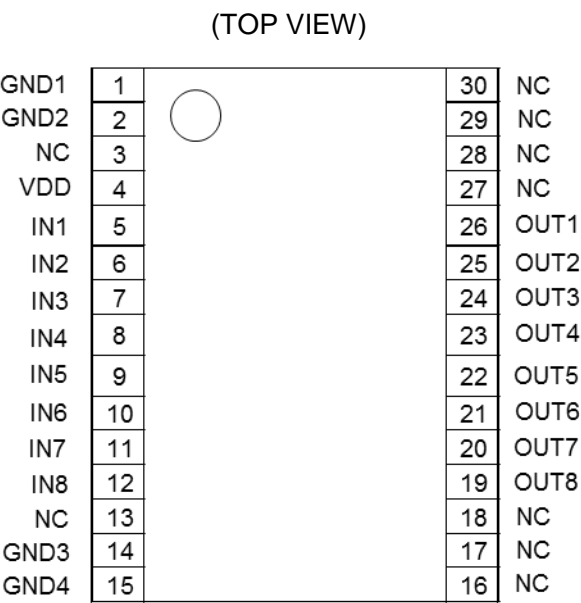 (TOP VIEW)
GND1 1 30 NC
GND2 2 29 NC
NC 3 28 NC
VDD 4 27 NC
IN1 5 26 OUT1
IN2 6 25 OUT2
IN3 7 24 OUT3
IN4 8 23 OUT4
IN5 9 22 OUT5
IN6 10 21 OUT6
IN7 11 20 OUT7
IN8 12 19 OUT8
NC 13 18 NC
GND3 14 17 NC
GND4 15 16 NC